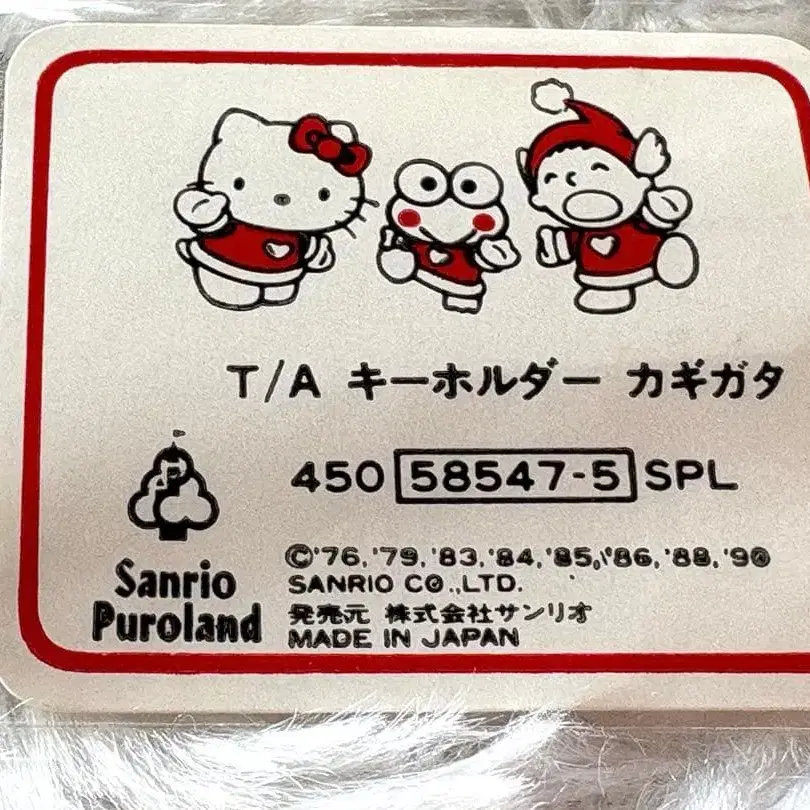 T/A キーホルダー カギガタ
450 58547-5 SPL
Sanrio
Puroland
©'76,'79,'83,'84,'85,'86,'88,'90
SANRIO CO.,LTD.
発売元 株式会社サンリオ
MADE IN JAPAN